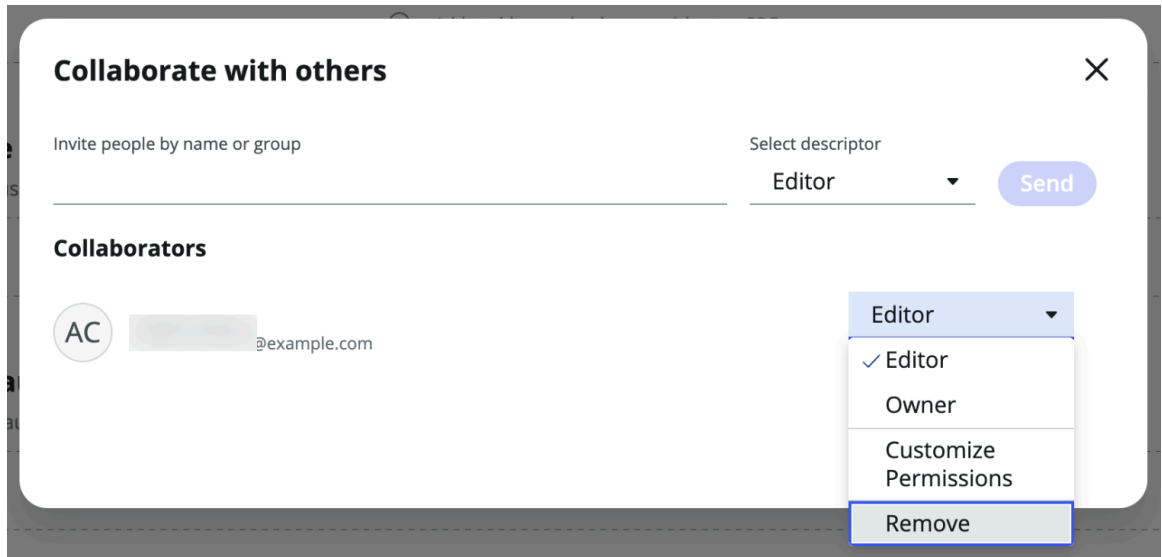 Collaborate with others
Invite people by name or group
Select descriptor
Editor
Send
Collaborators
AC
@example.com
Editor
Editor
Owner
Customize
Permissions
Remove